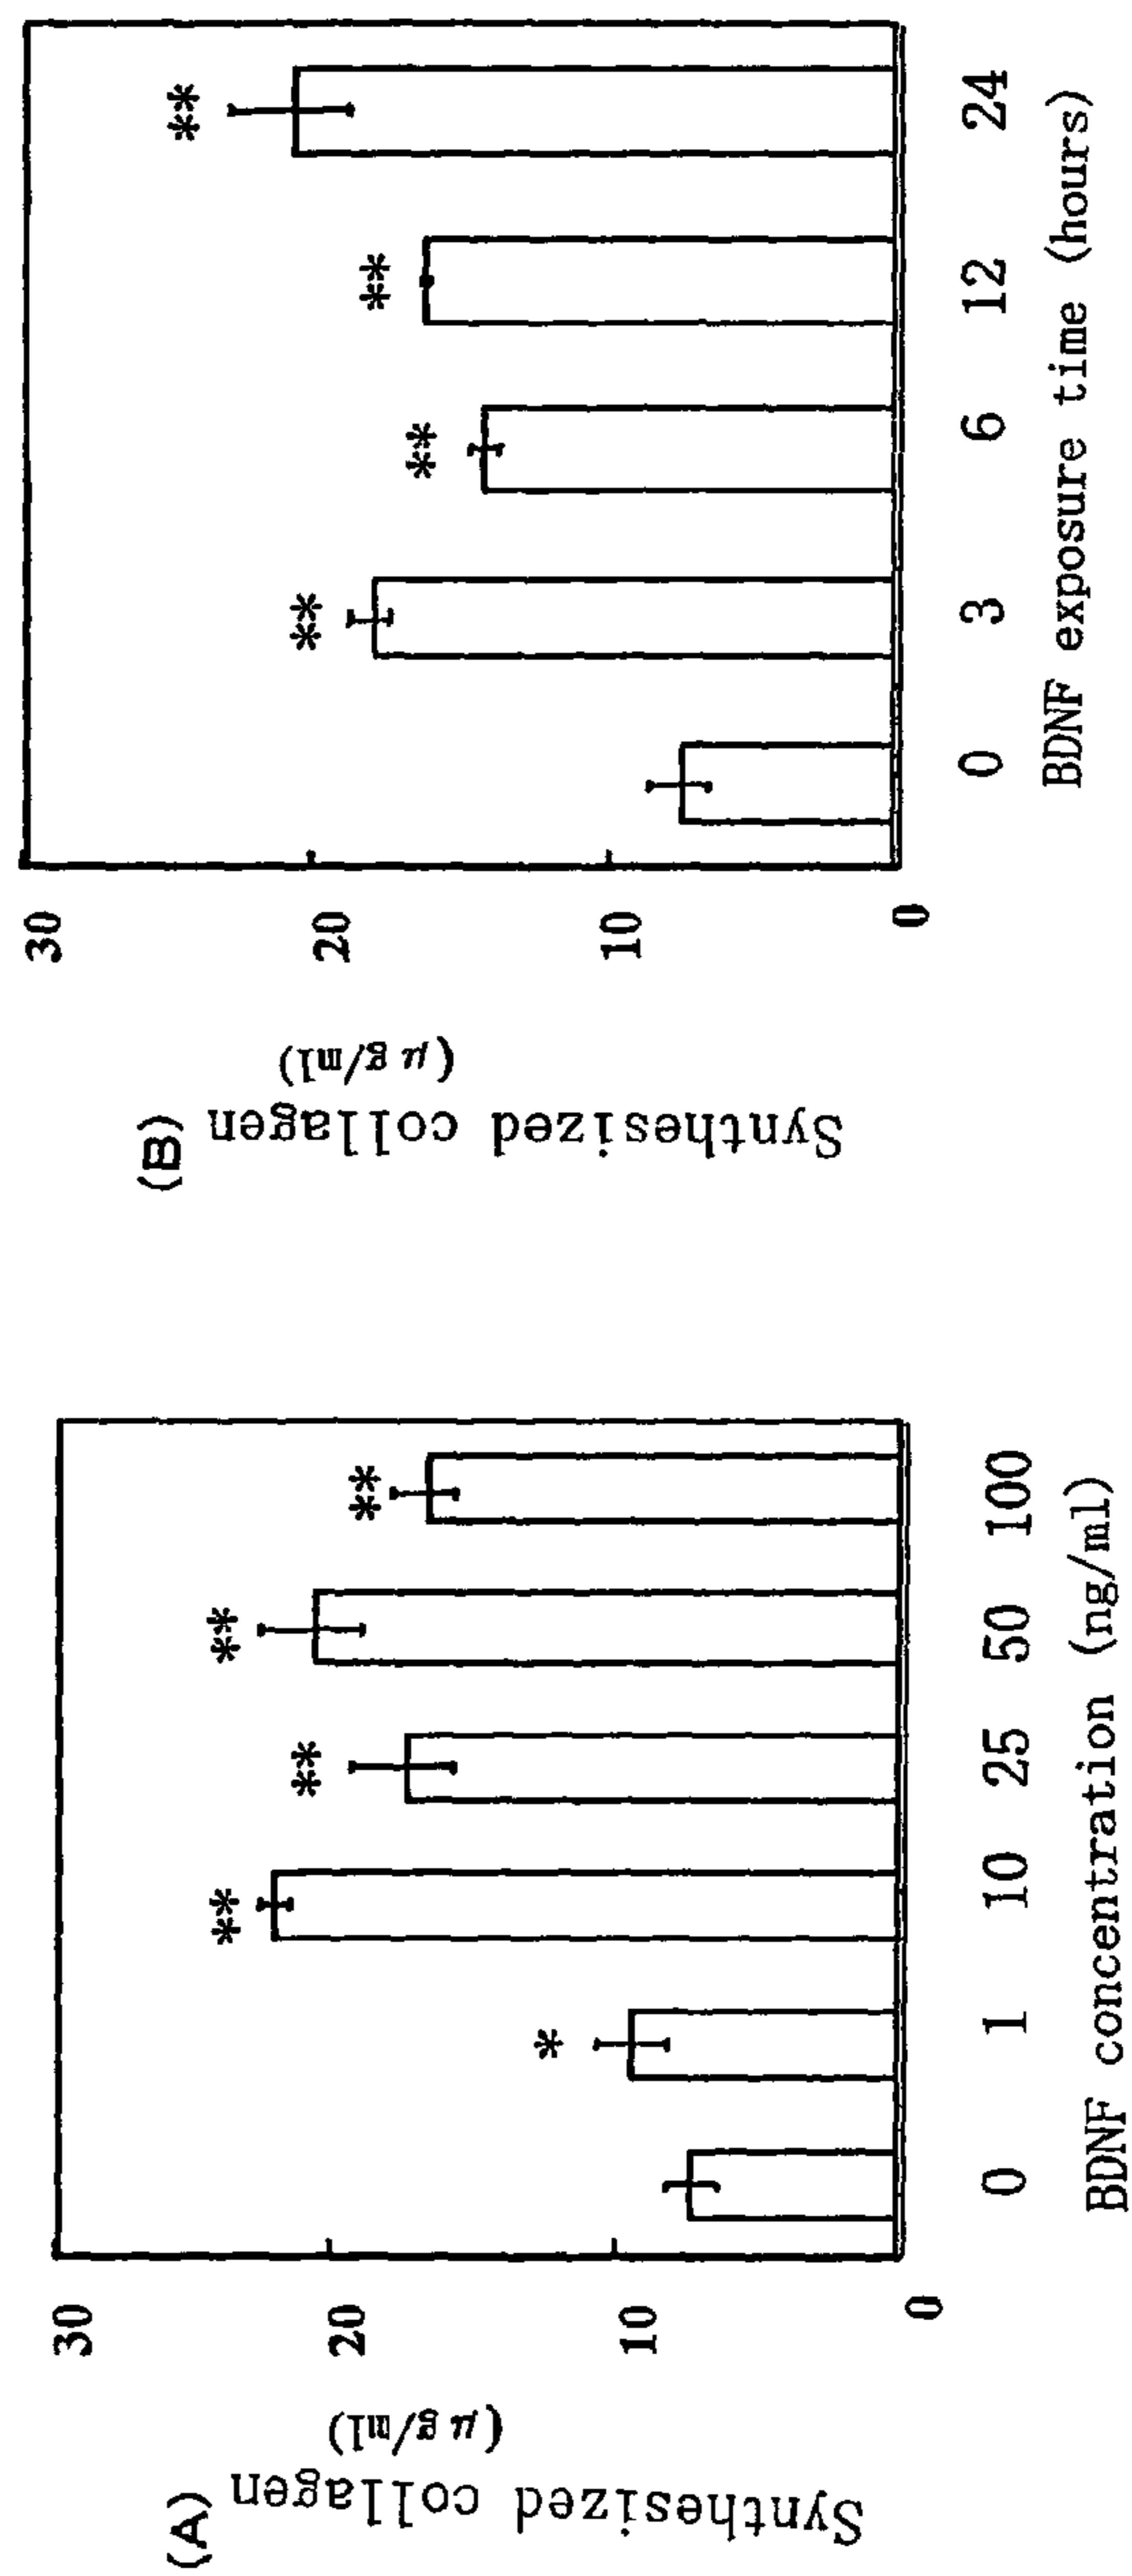 (A)
Synthesized collagen
(μg/ml)
30
20
10
0
*
**
**
**
**
0 1 10 25 50 100
BDNF concentration (ng/ml)
(B)
Synthesized collagen
(μg/ml)
30
20
10
0
**
**
**
**
0 3 6 12 24
BDNF exposure time (hours)